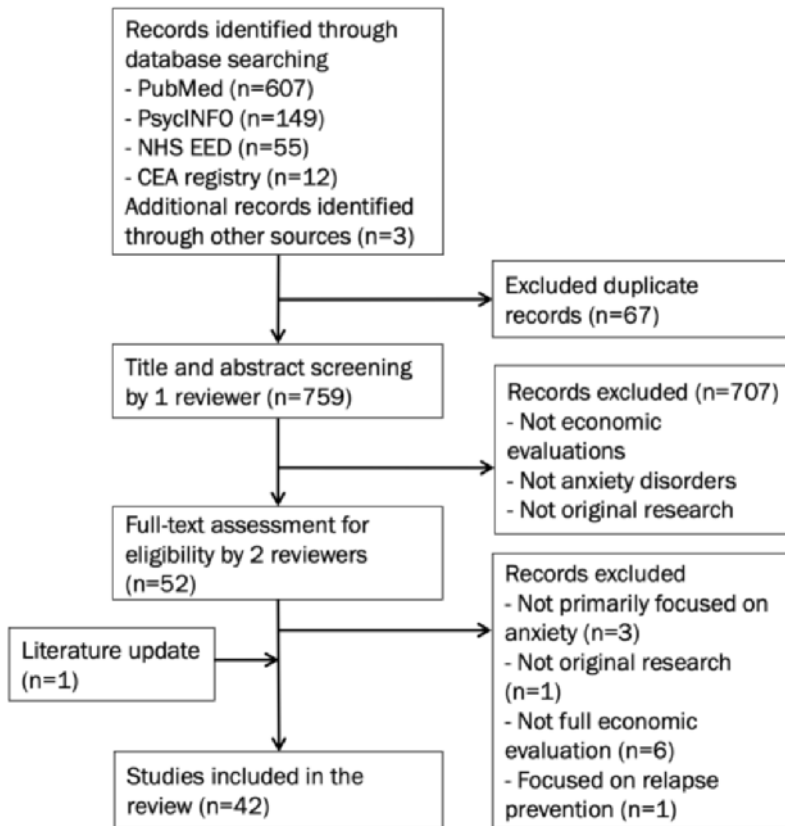 Records identified through
database searching
- PubMed (n=607)
- PsycINFO (n=149)
- NHS EED (n=55)
- CEA registry (n=12)
Additional records identified
through other sources (n=3)
Excluded duplicate
records (n=67)
Title and abstract screening
by 1 reviewer (n=759)
Records excluded (n=707)
- Not economic
evaluations
- Not anxiety disorders
- Not original research
Full-text assessment for
eligibility by 2 reviewers
(n=52)
Records excluded
- Not primarily focused on
anxiety (n=3)
- Not original research
(n=1)
- Not full economic
evaluation (n=6)
- Focused on relapse
prevention (n=1)
Literature update
(n=1)
Studies included in the
review (n=42)